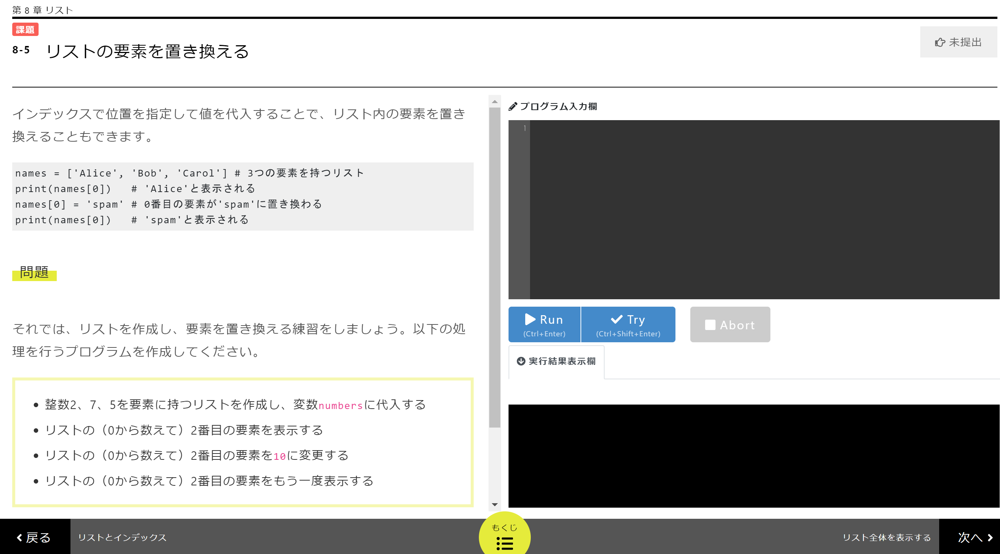 第 8 章 リスト
課題
8-5 リストの要素を置き換える
未提出
インデックスで位置を指定して値を代入することで、リスト内の要素を置き
換えることもできます。
names = ['Alice', 'Bob', 'Carol'] # 3つの要素を持つリスト
print(names[0])   # 'Alice'と表示される
names[0] = 'spam' # 0番目の要素が'spam'に置き換わる
print(names[0])   # 'spam'と表示される
問題
それでは、リストを作成し、要素を置き換える練習をしましょう。以下の処
理を行うプログラムを作成してください。
• 整数2、7、5を要素に持つリストを作成し、変数numbersに代入する
• リストの（0から数えて）2番目の要素を表示する
• リストの（0から数えて）2番目の要素を10に変更する
• リストの（0から数えて）2番目の要素をもう一度表示する
プログラム入力欄
1
Run
(Ctrl+Enter)
Try
(Ctrl+Shift+Enter)
Abort
実行結果表示欄
戻る
リストとインデックス
もくじ
リスト全体を表示する
次へ